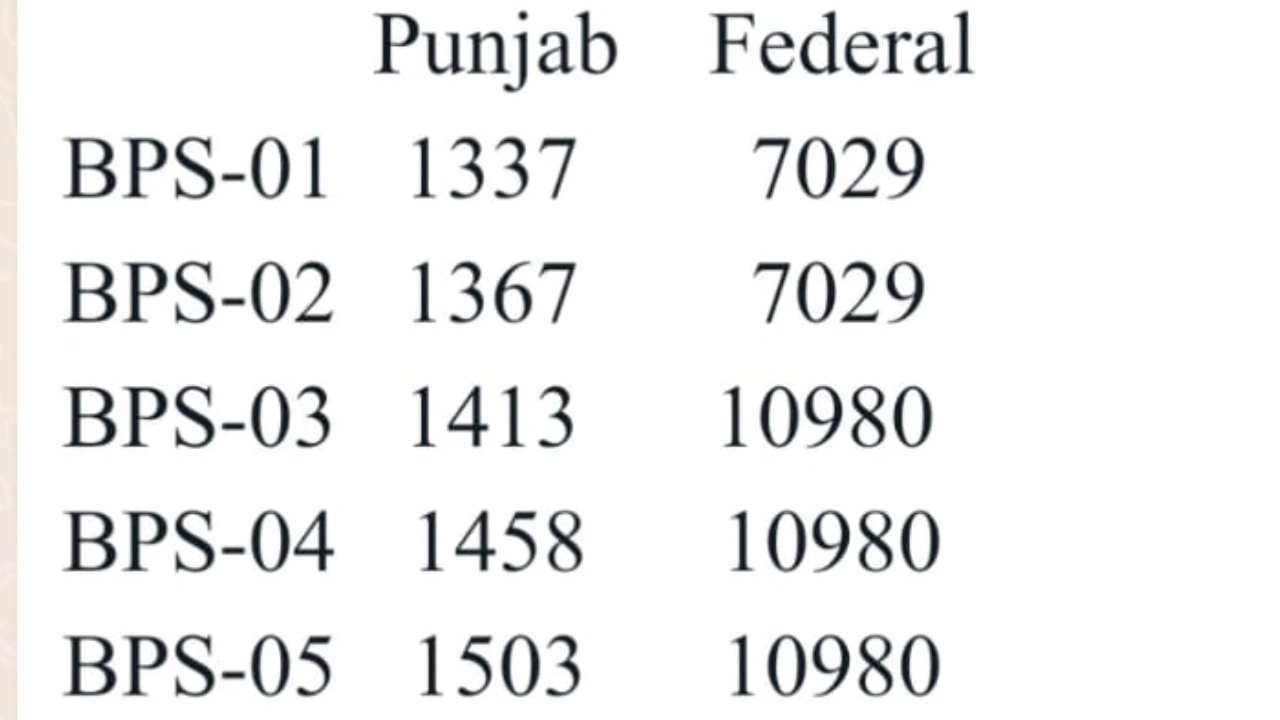 Punjab Federal
BPS-01 1337 7029
BPS-02 1367 7029
BPS-03 1413 10980
BPS-04 1458 10980
BPS-05 1503 10980